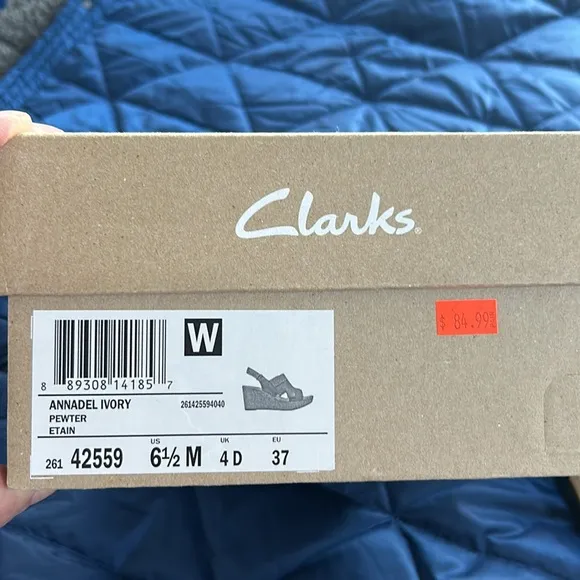 Clarks®
$ 84.99
W
8 89308 14185 7
ANNADEL IVORY 261425594040
PEWTER
ETAIN
US UK EU
261 42559 6½ M 4 D 37